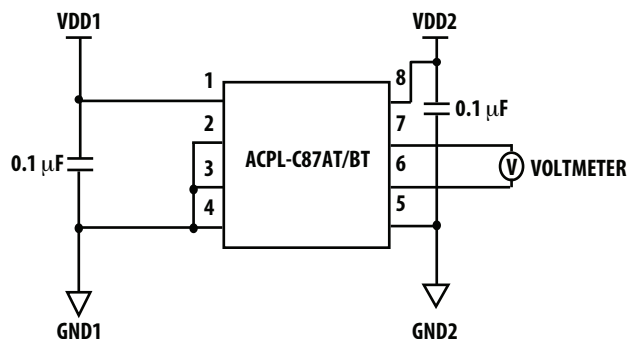 VDD1
VDD2
1
8
2
7
0.1 μF
ACPL-C87AT/BT
0.1 μF
3
6
V
VOLTMETER
4
5
GND1
GND2